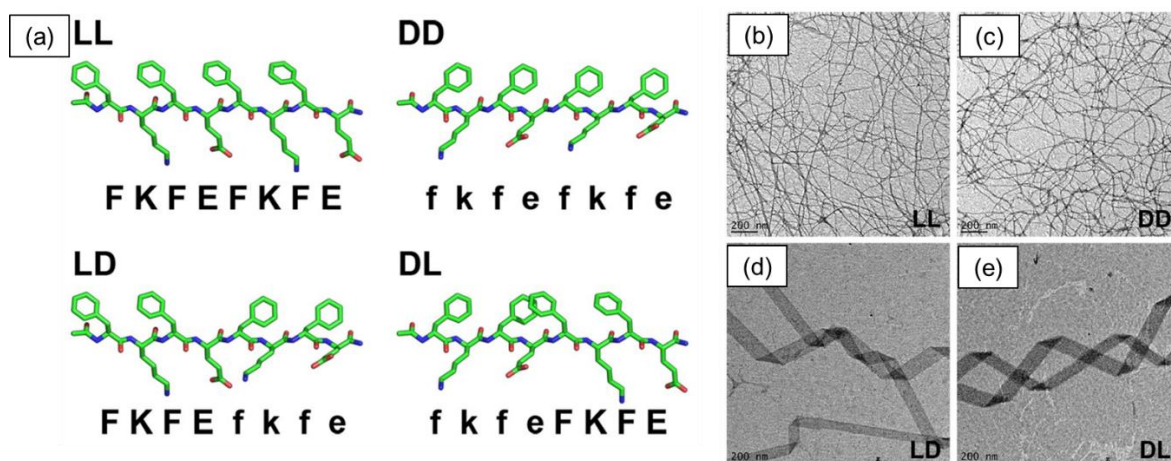 (a)
LL
DD
F K F E F K F E
f k f e f k f e
LD
DL
F K F E f k f e
f k f e F K F E
(b)
(c)
200 nm
LL
200 nm
DD
(d)
(e)
200 nm
LD
200 nm
DL